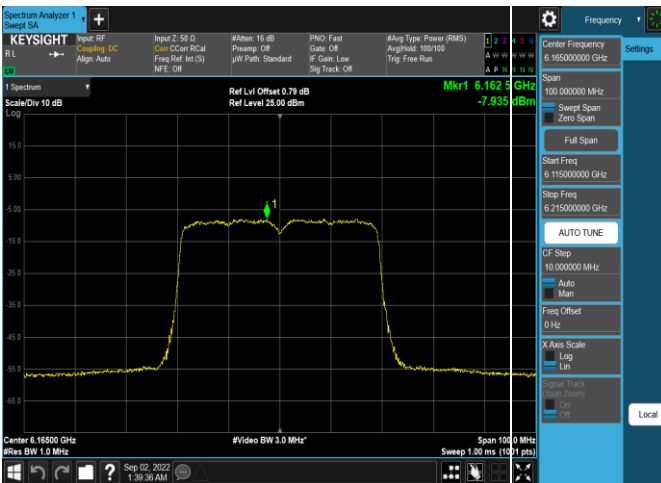 Spectrum Analyzer 1
Swept SA
+
Frequency
KEYSIGHT
RL
Input: RF
Coupling: DC
Align: Auto
Input Z: 50 Ω
Corr CCorr RCal
Freq Ref: Int (S)
NFE: Off
#Atten: 16 dB
Preamp: Off
µW Path: Standard
PNO: Fast
Gate: Off
IF Gain: Low
Sig Track: Off
#Avg Type: Power (RMS)
Avg|Hold: 100/100
Trig: Free Run
1 2 3 4 5 6
A W W W W W
A P N N N N
1 Spectrum
Scale/Div 10 dB
Log
Ref Lvl Offset 0.79 dB
Ref Level 25.00 dBm
Mkr1 6.162 5 GHz
-7.935 dBm
15.0
5.00
-5.00
-15.0
-25.0
-35.0
-45.0
-55.0
-65.0
1
Center 6.16500 GHz
#Res BW 1.0 MHz
#Video BW 3.0 MHz*
Span 100.0 MHz
Sweep 1.00 ms (1001 pts)
Sep 02, 2022
1:39:36 AM
Center Frequency
6.165000000 GHz
Settings
Span
100.000000 MHz
Swept Span
Zero Span
Full Span
Start Freq
6.115000000 GHz
Stop Freq
6.215000000 GHz
AUTO TUNE
CF Step
10.000000 MHz
Auto
Man
Freq Offset
0 Hz
X Axis Scale
Log
Lin
Signal Track
(Span Zoom)
On
Off
Local